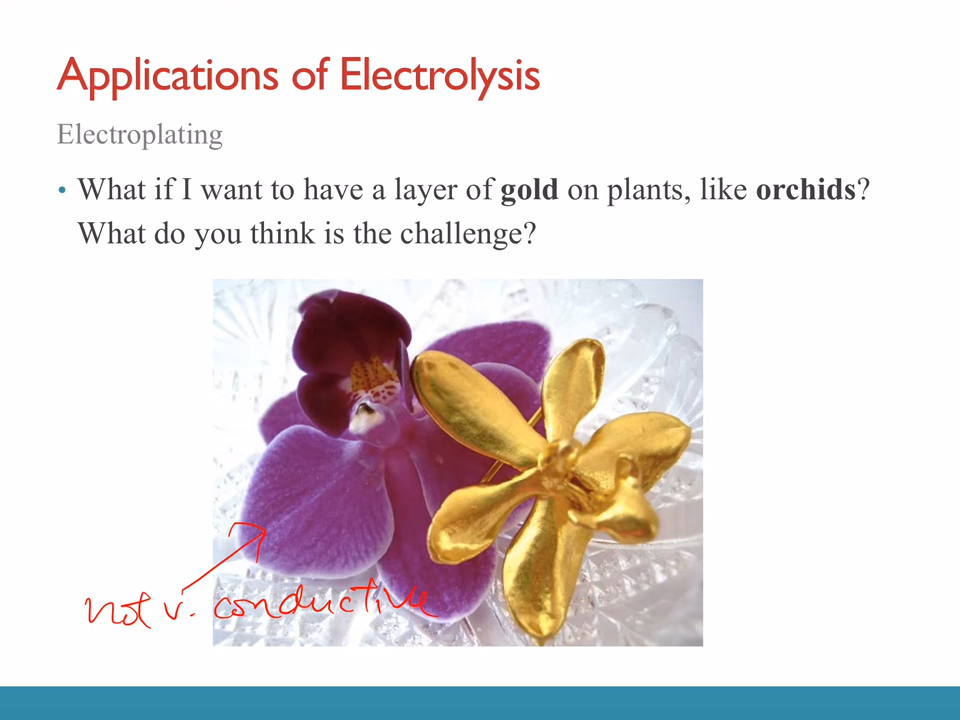 Applications of Electrolysis
Electroplating
• What if I want to have a layer of gold on plants, like orchids?
What do you think is the challenge?
not v. conductive